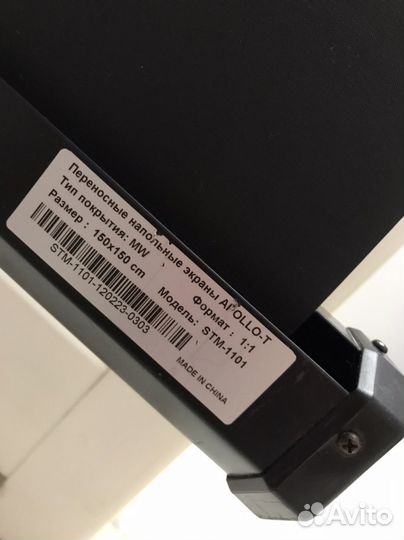 Переносные напольные экраны APOLLO-T
Тип покрытия: MW
Формат : 1:1
Размер : 150x150 cm
Модель: STM-1101
STM-1101-120223-0303
MADE IN CHINA
Avito